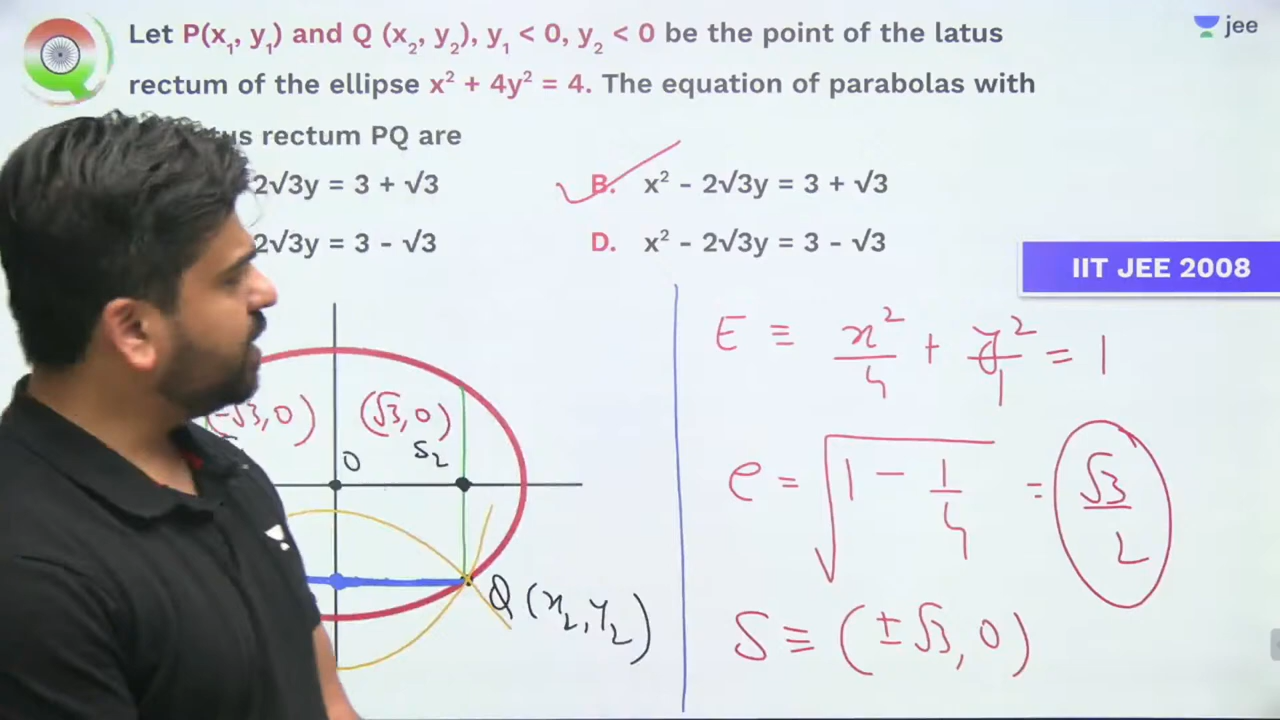 Let P(x₁, y₁) and Q (x₂, y₂), y₁ < 0, y₂ < 0 be the point of the latus
jee
rectum of the ellipse x² + 4y² = 4. The equation of parabolas with
rectum PQ are
2√3y = 3 + √3
B. x² - 2√3y = 3 + √3
2√3y = 3 - √3
D. x² - 2√3y = 3 - √3
IIT JEE 2008
E ≡ x²/4 + y²/1 = 1
(-√3, 0) (√3, 0)
O S₂
e = √(1 - 1/4) = √3/2
Q (x₂, y₂)
S ≡ (±√3, 0)